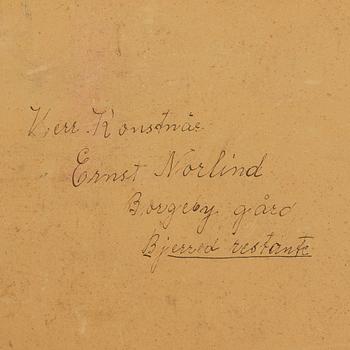 Herr Konstnär
Ernst Norlind
Borgeby gård
Bjerred restante